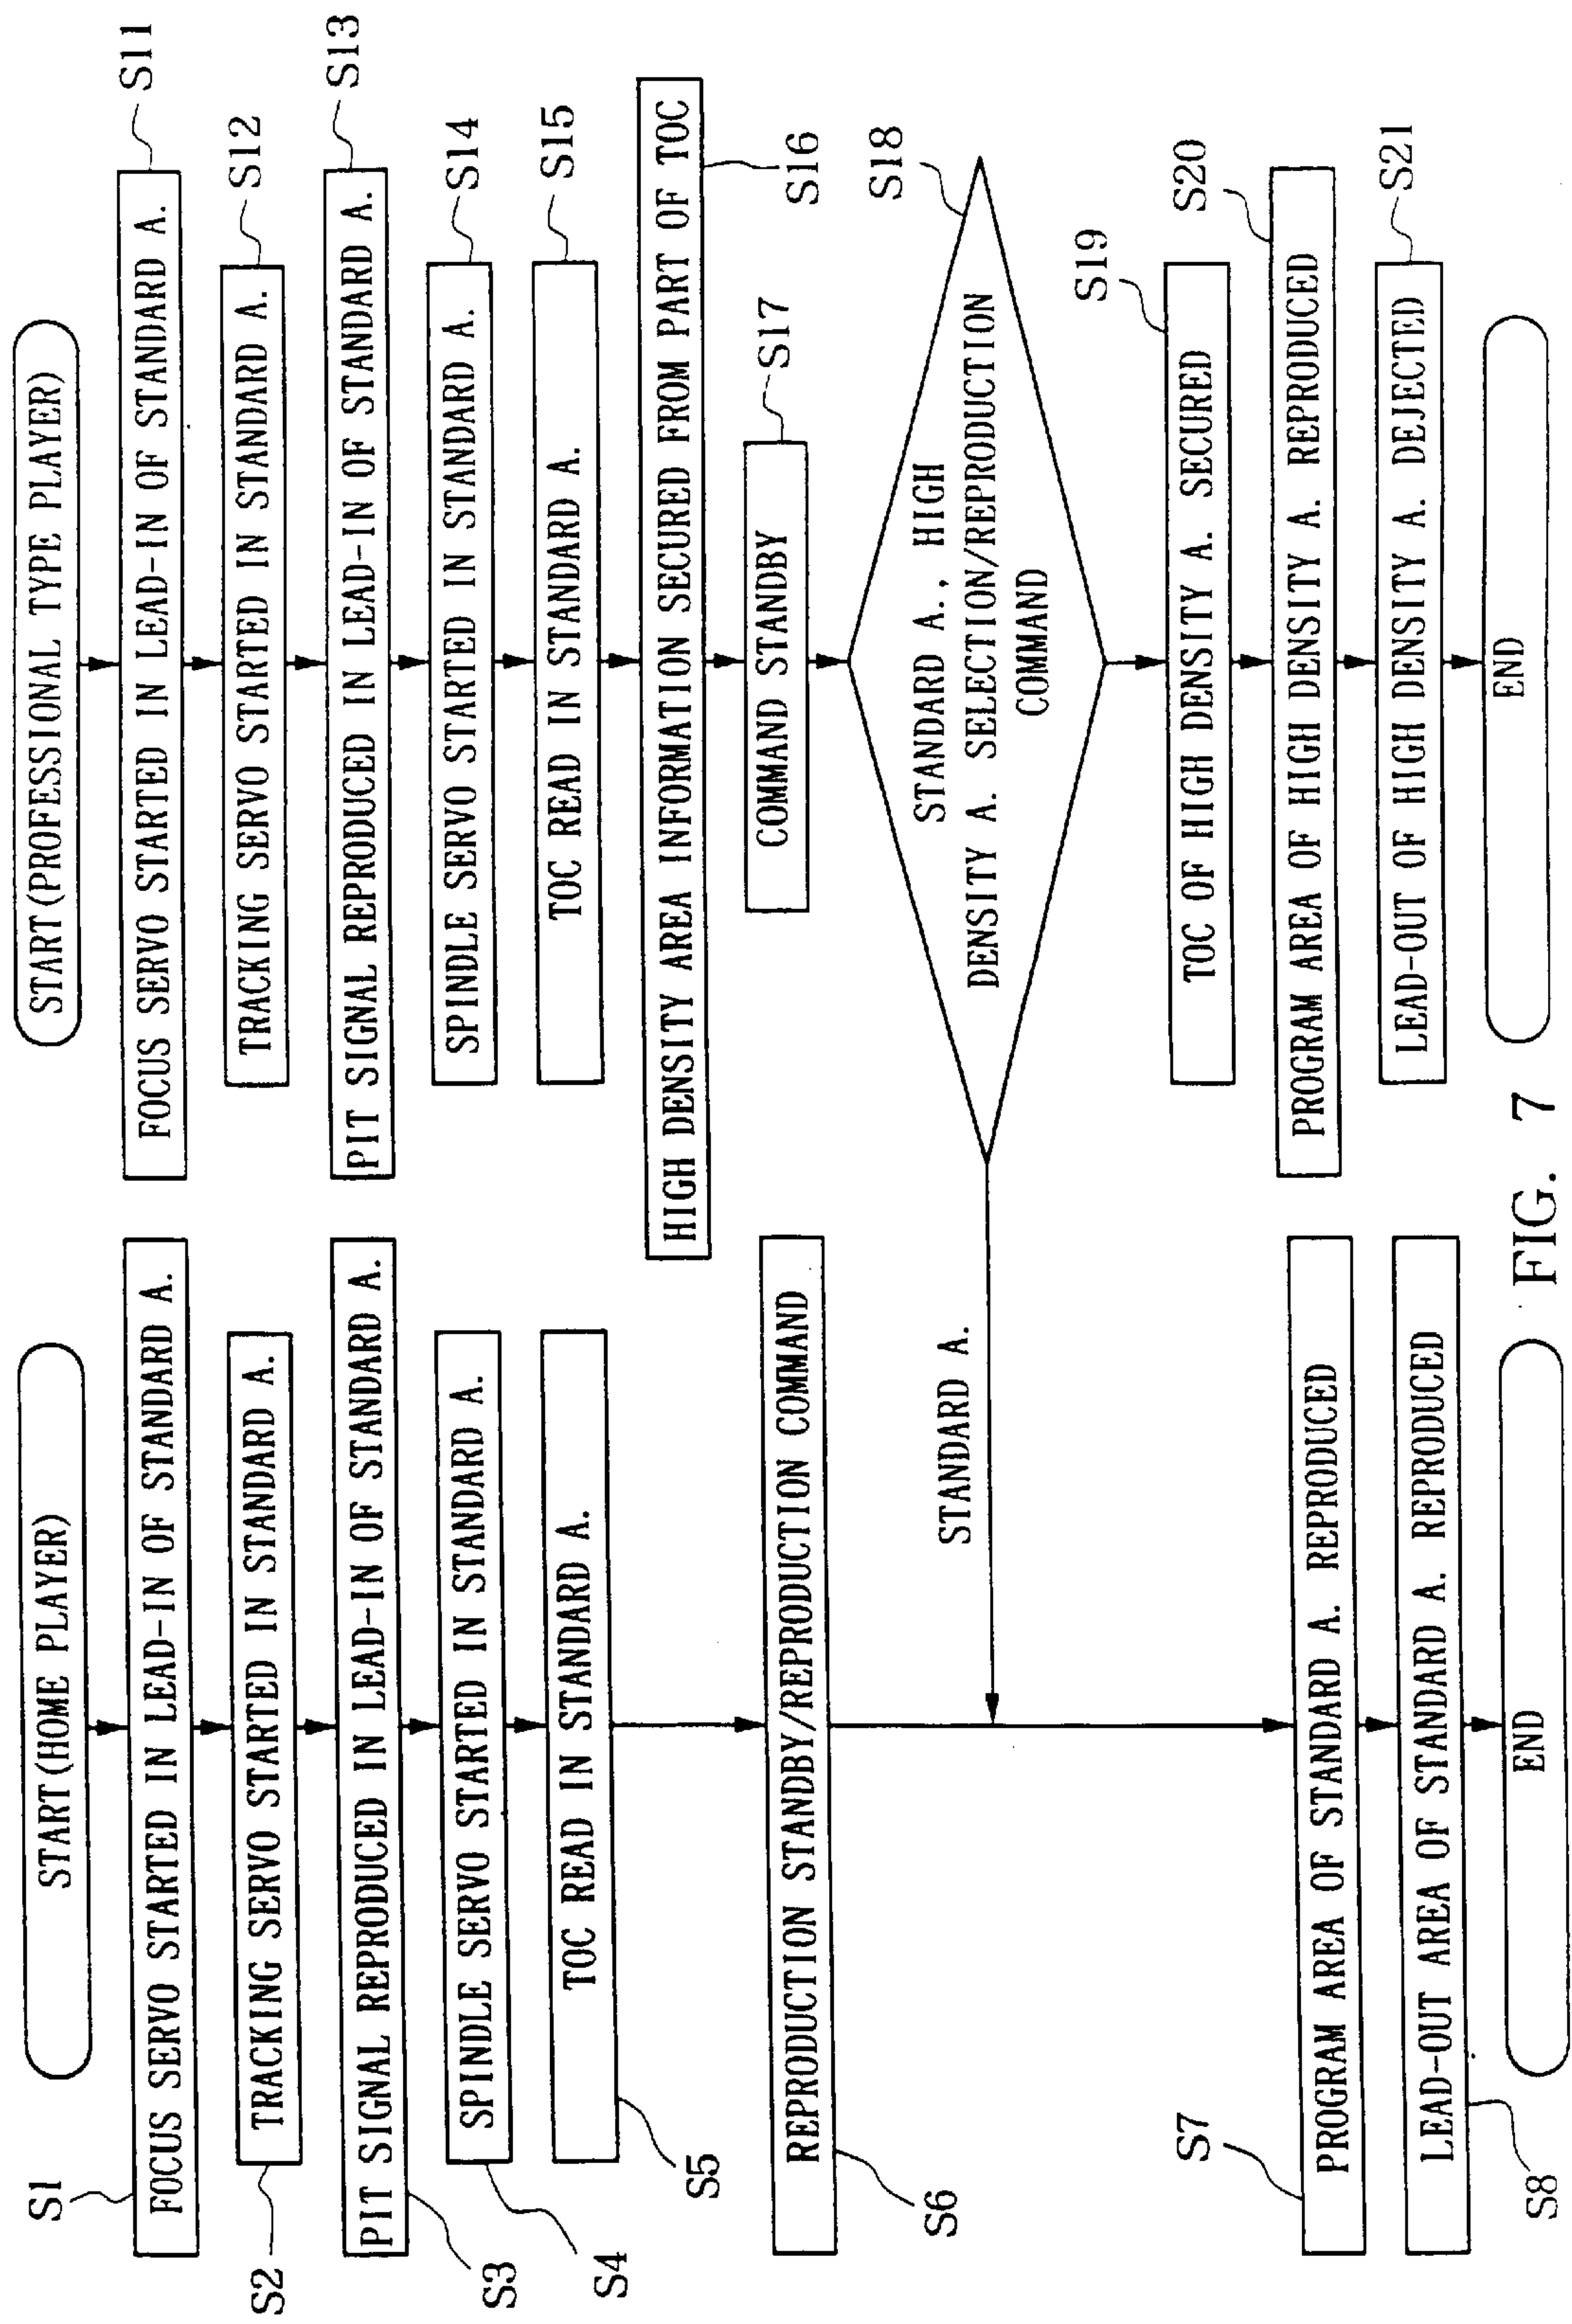 START(HOME PLAYER)
S1
FOCUS SERVO STARTED IN LEAD-IN OF STANDARD A.
S2
TRACKING SERVO STARTED IN STANDARD A.
S3
PIT SIGNAL REPRODUCED IN LEAD-IN OF STANDARD A.
S4
SPINDLE SERVO STARTED IN STANDARD A.
S5
TOC READ IN STANDARD A.
S6
REPRODUCTION STANDBY/REPRODUCTION COMMAND
STANDARD A.
S7
PROGRAM AREA OF STANDARD A. REPRODUCED
S8
LEAD-OUT AREA OF STANDARD A. REPRODUCED
END
START(PROFESSIONAL TYPE PLAYER)
FOCUS SERVO STARTED IN LEAD-IN OF STANDARD A.
S11
TRACKING SERVO STARTED IN STANDARD A.
S12
PIT SIGNAL REPRODUCED IN LEAD-IN OF STANDARD A.
S13
SPINDLE SERVO STARTED IN STANDARD A.
S14
TOC READ IN STANDARD A.
S15
HIGH DENSITY AREA INFORMATION SECURED FROM PART OF TOC
S16
COMMAND STANDBY
S17
STANDARD A., HIGH
DENSITY A. SELECTION/REPRODUCTION
COMMAND
S18
TOC OF HIGH DENSITY A. SECURED
S19
PROGRAM AREA OF HIGH DENSITY A. REPRODUCED
S20
LEAD-OUT OF HIGH DENSITY A. DEJECTED
S21
END
FIG. 7